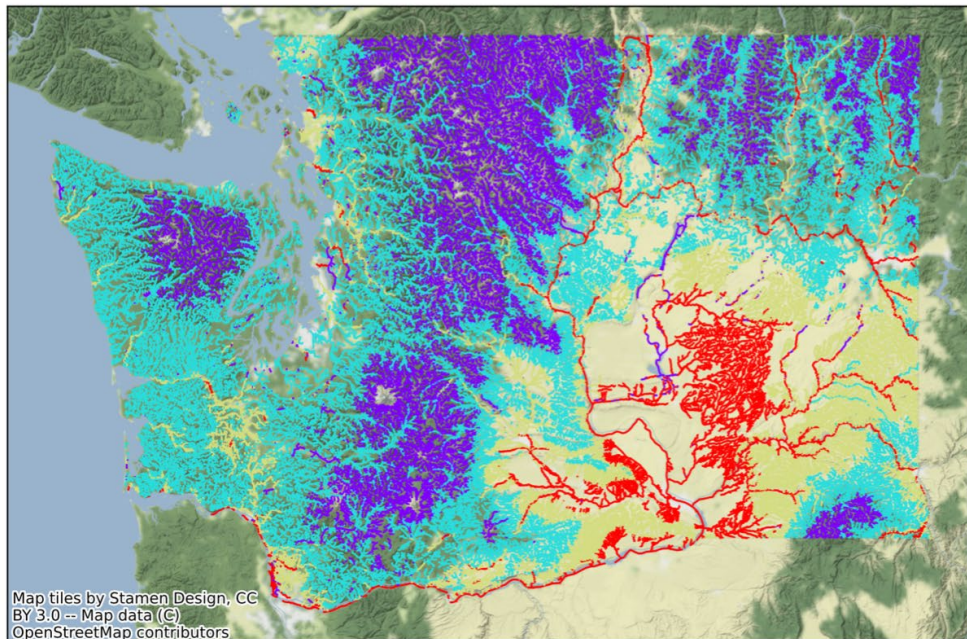 Map tiles by Stamen Design, CC
BY 3.0 -- Map data (C)
OpenStreetMap contributors